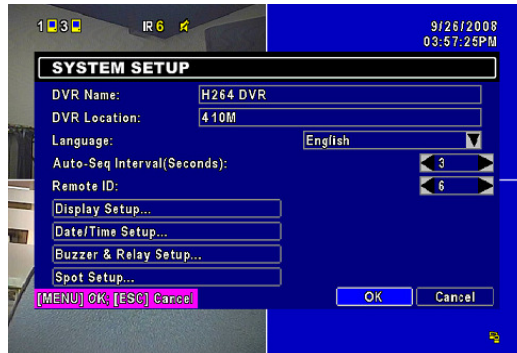 1 3 IR 6 9/26/2008
03:57:25PM
SYSTEM SETUP
DVR Name: H264 DVR
DVR Location: 410M
Language: English
Auto-Seq Interval(Seconds): 3
Remote ID: 6
Display Setup...
Date/Time Setup...
Buzzer & Relay Setup...
Spot Setup...
[MENU] OK; [ESC] Cancel OK Cancel